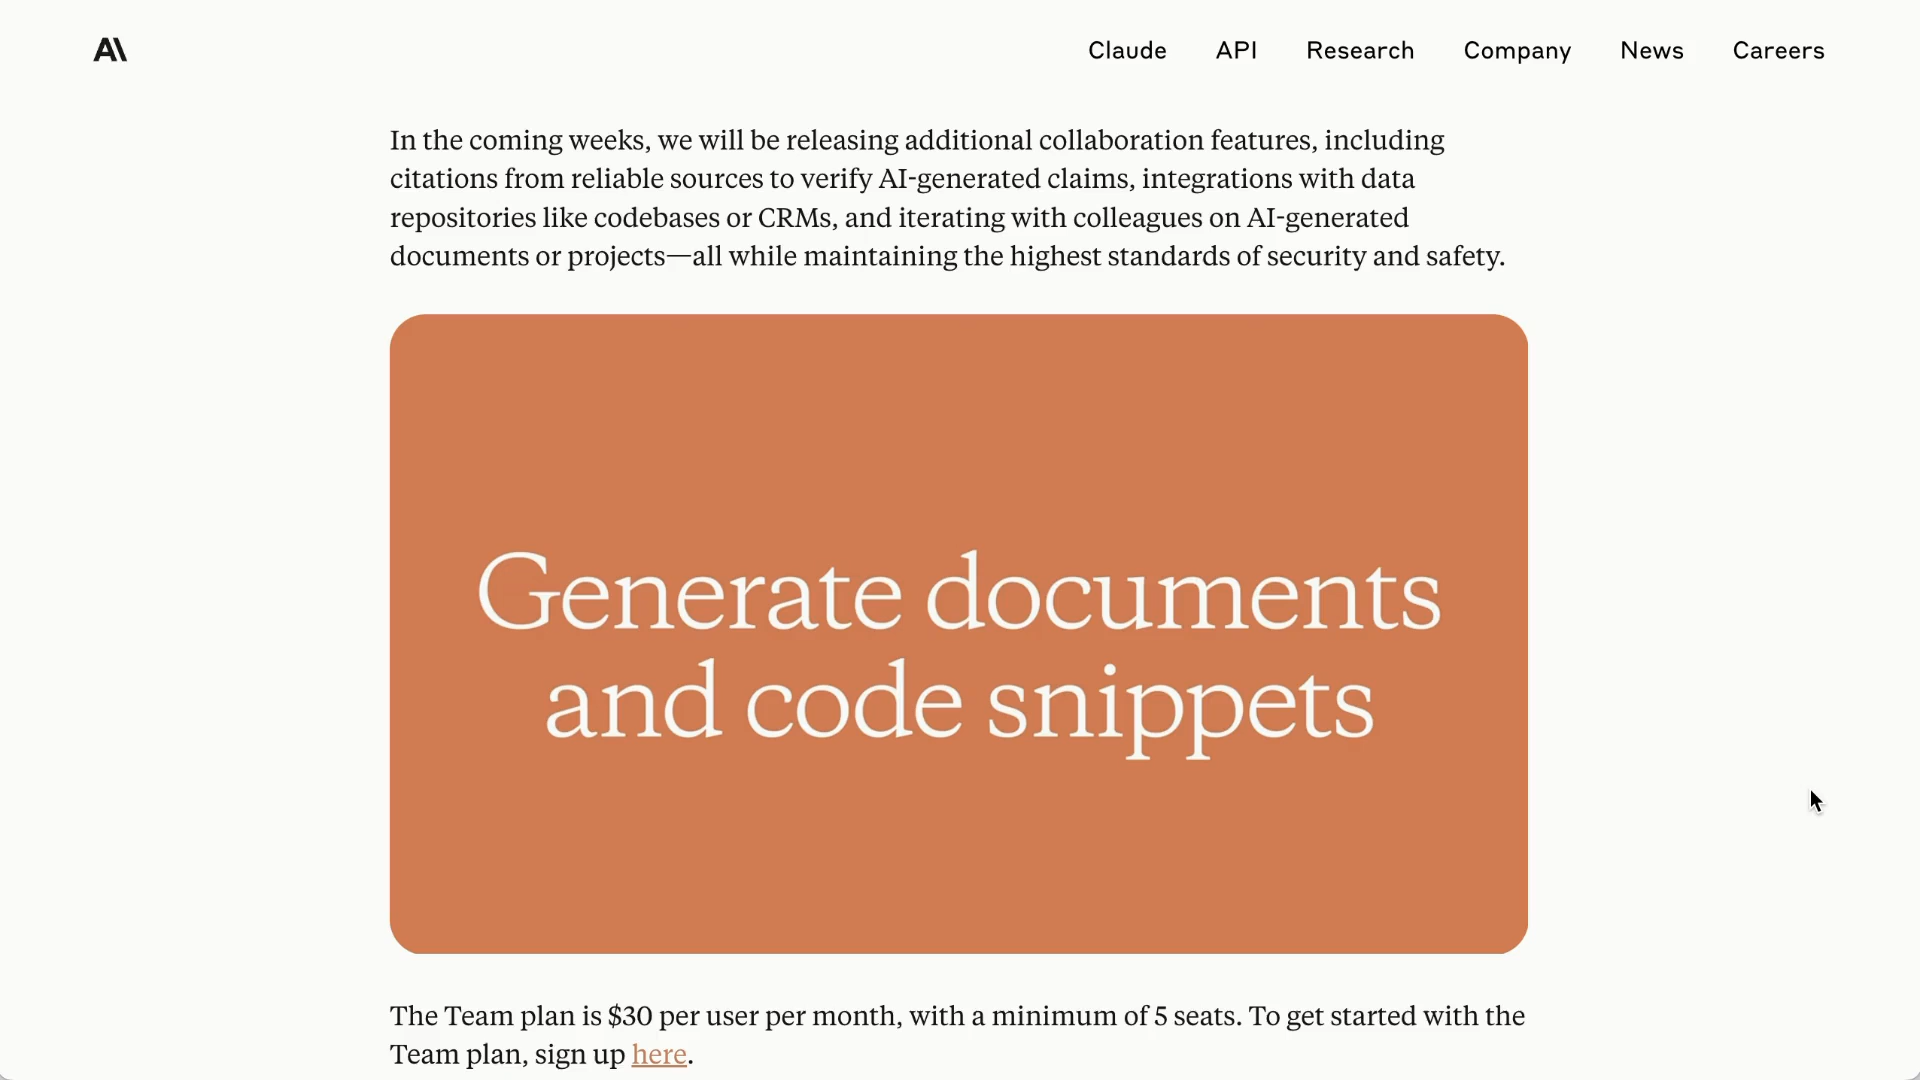 A\
Claude API Research Company News Careers
In the coming weeks, we will be releasing additional collaboration features, including
citations from reliable sources to verify AI-generated claims, integrations with data
repositories like codebases or CRMs, and iterating with colleagues on AI-generated
documents or projects—all while maintaining the highest standards of security and safety.
Generate documents
and code snippets
The Team plan is $30 per user per month, with a minimum of 5 seats. To get started with the
Team plan, sign up here.